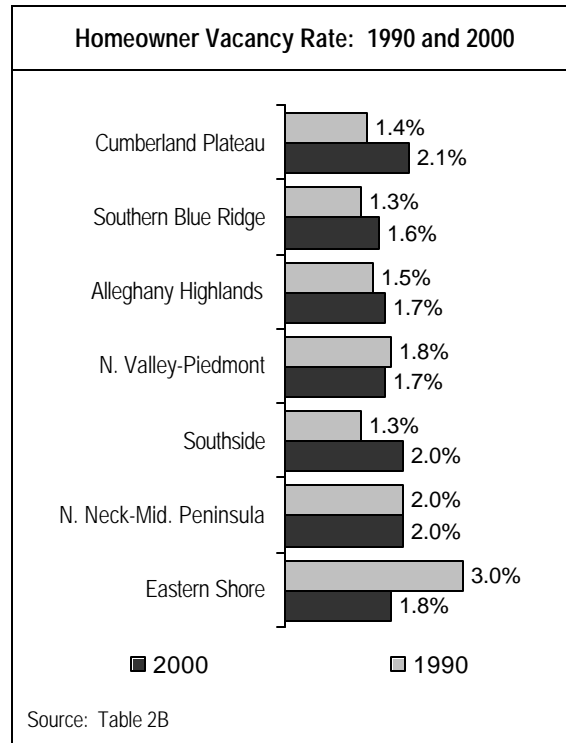 Homeowner Vacancy Rate: 1990 and 2000
Cumberland Plateau
1.4%
2.1%
Southern Blue Ridge
1.3%
1.6%
Alleghany Highlands
1.5%
1.7%
N. Valley-Piedmont
1.8%
1.7%
Southside
1.3%
2.0%
N. Neck-Mid. Peninsula
2.0%
2.0%
Eastern Shore
3.0%
1.8%
2000 1990
Source: Table 2B